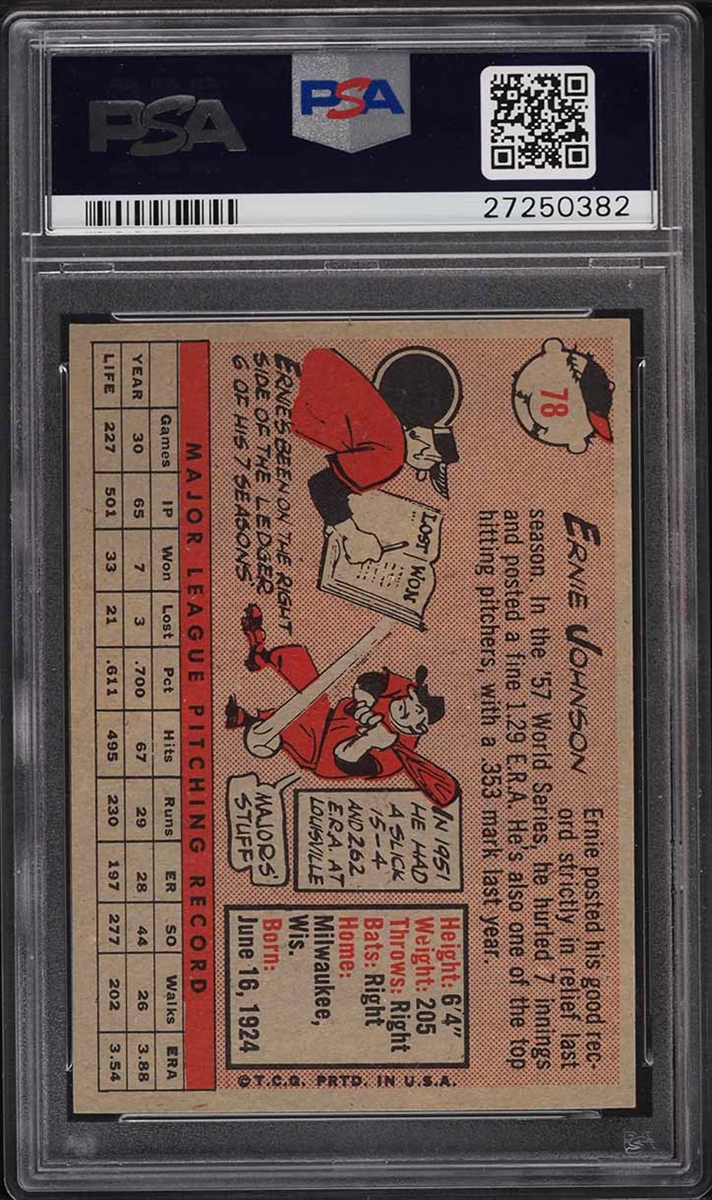 PSA
PSA
27250382
78
ERNIE JOHNSON
Ernie posted his good rec-
ord strictly in relief last
season. In the '57 World Series, he hurled 7 innings
and posted a fine 1.29 E.R.A. He's also one of the top
hitting pitchers, with a .353 mark last year.
LOST WON
ERNIE'S BEEN ON THE RIGHT
SIDE OF THE LEDGER
6 OF HIS 7 SEASONS
IN 1951
HE HAD
A SLICK
15-4
AND 2.62
E.R.A. AT
LOUISVILLE
MAJORS'
STUFF
Height: 6'4"
Weight: 205
Throws: Right
Bats: Right
Home:
Milwaukee,
Wis.
Born:
June 16, 1924
©T.C.G. PRTD. IN U.S.A.
MAJOR LEAGUE PITCHING RECORD
Games IP Won Lost Pct Hits Runs ER SO Walks ERA
YEAR 30 65 7 3 .700 67 29 28 44 26 3.88
LIFE 227 501 33 21 .611 495 230 197 277 202 3.54